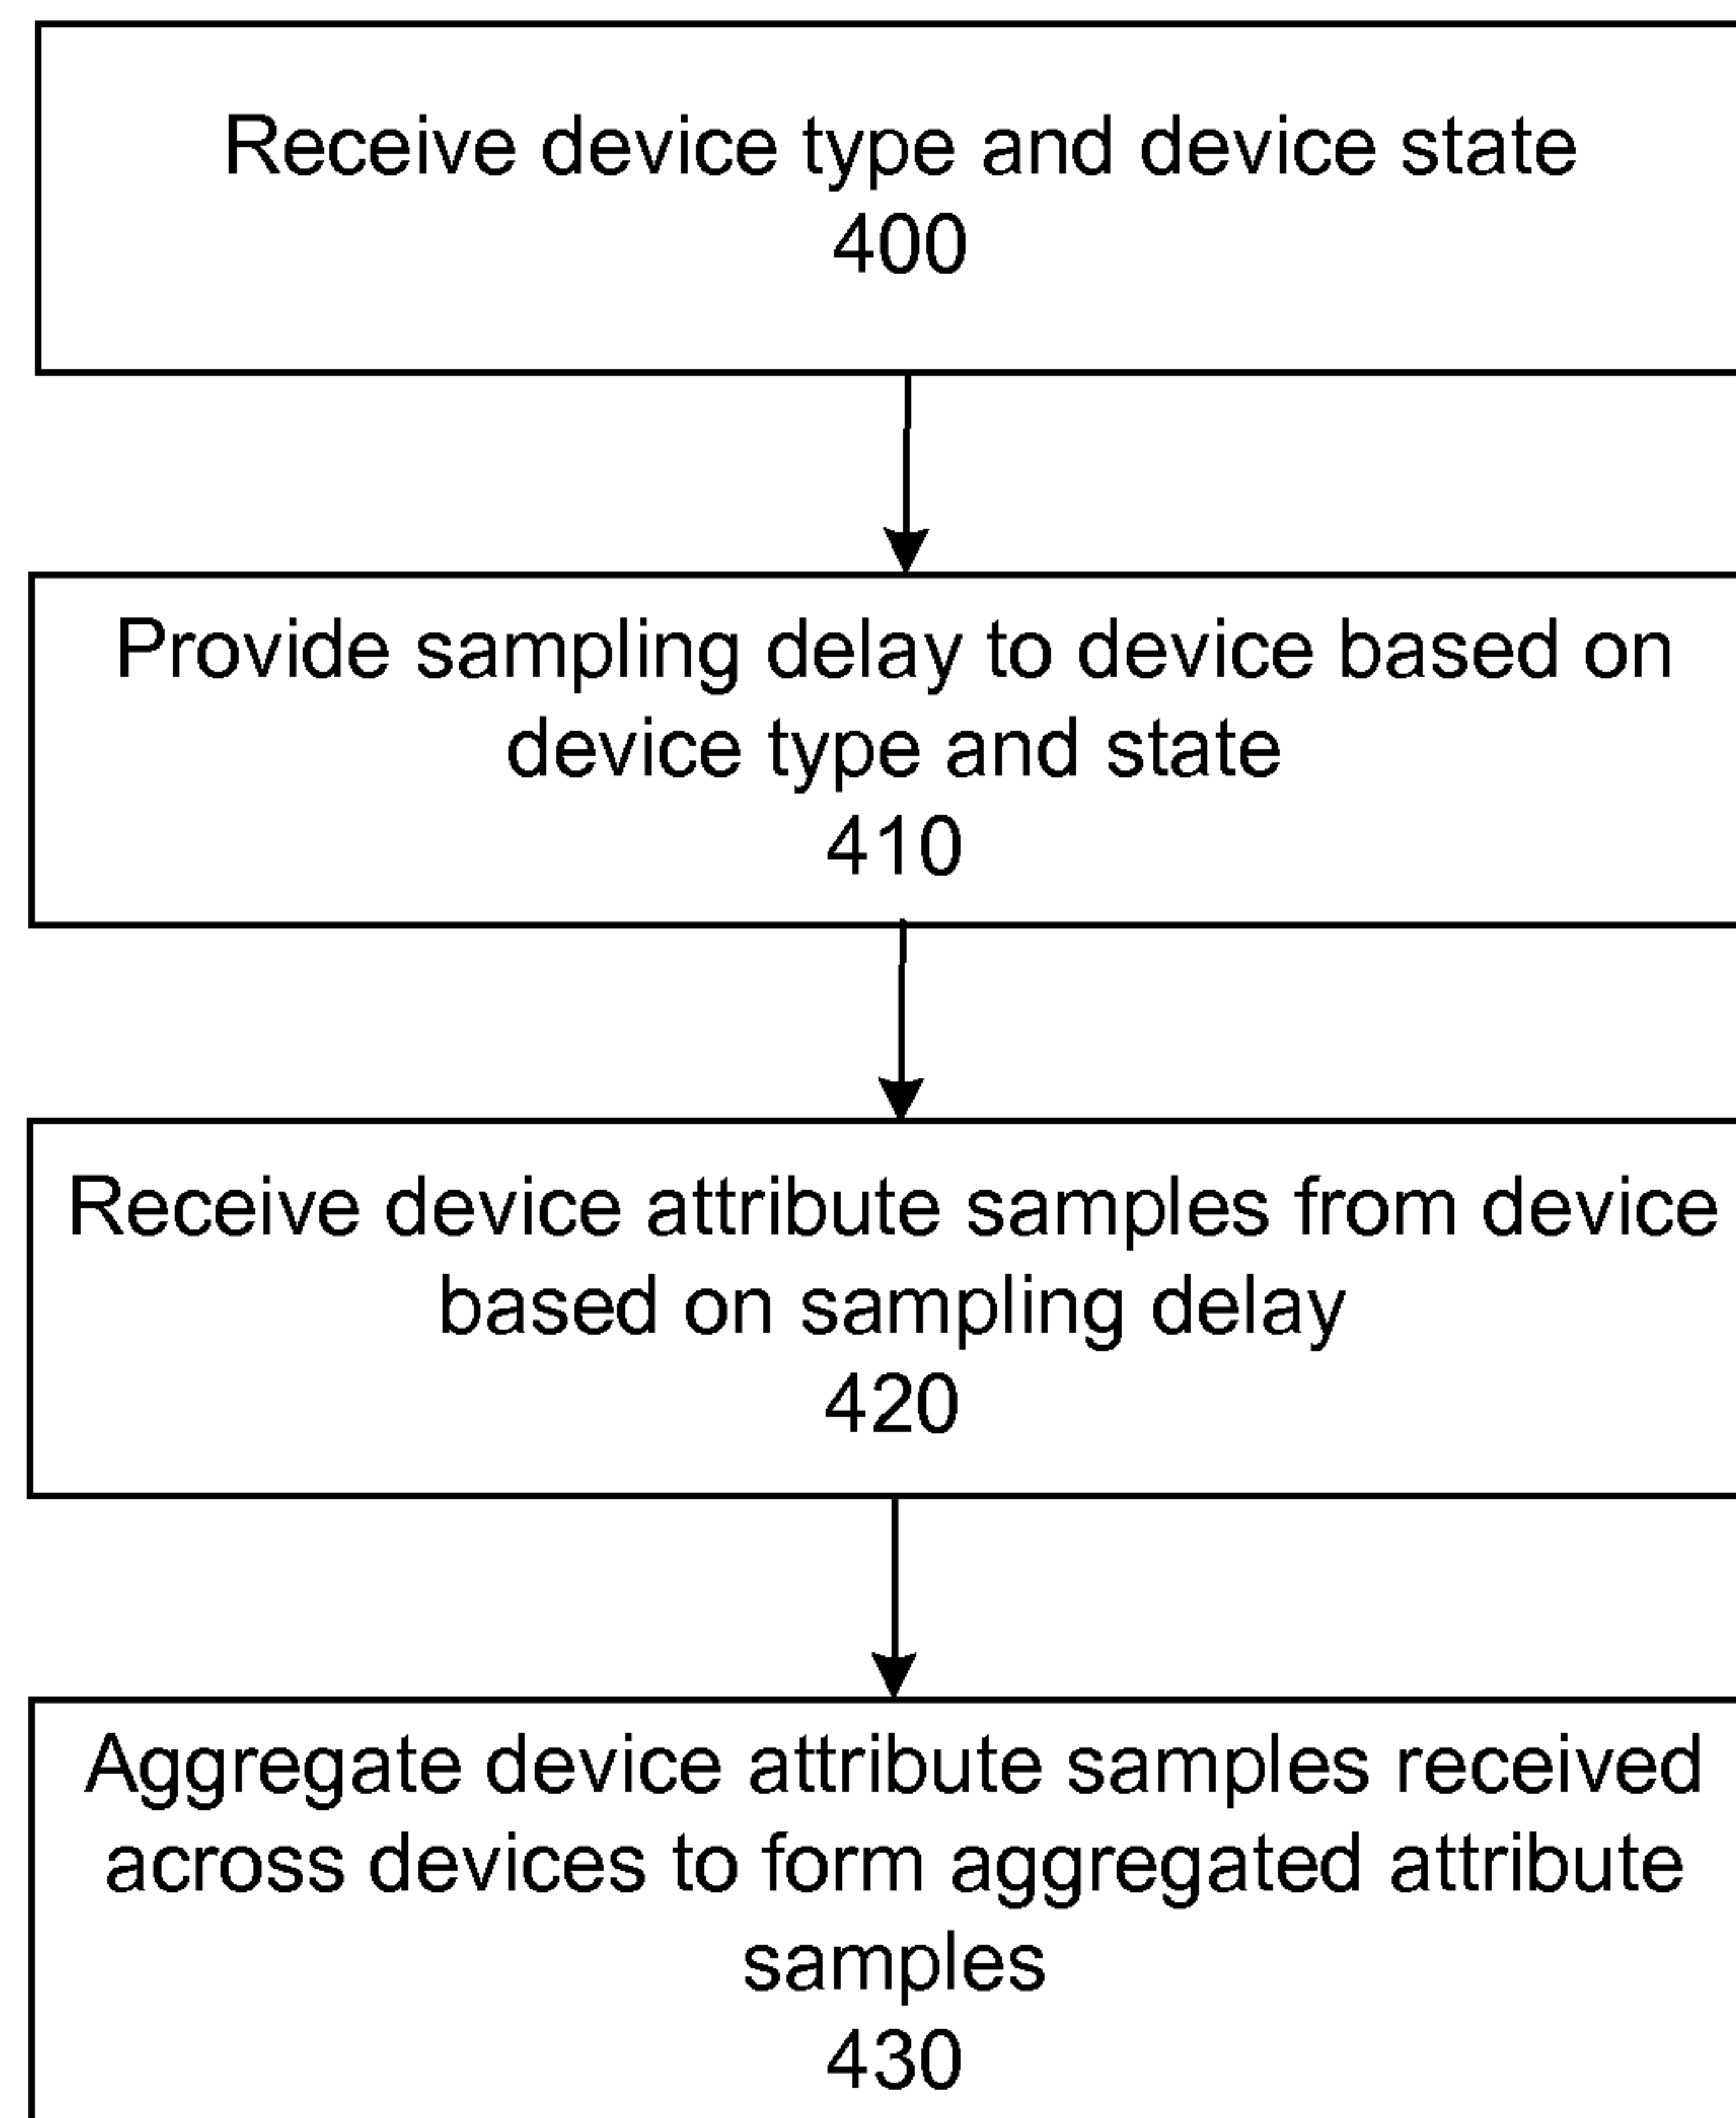 Receive device type and device state
400
Provide sampling delay to device based on
device type and state
410
Receive device attribute samples from device
based on sampling delay
420
Aggregate device attribute samples received
across devices to form aggregated attribute
samples
430